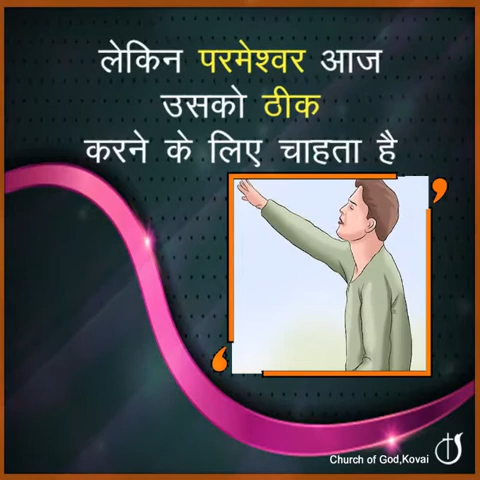 लेकिन परमेश्वर आज
उसको ठीक
करने के लिए चाहता है
Church of God,Kovai